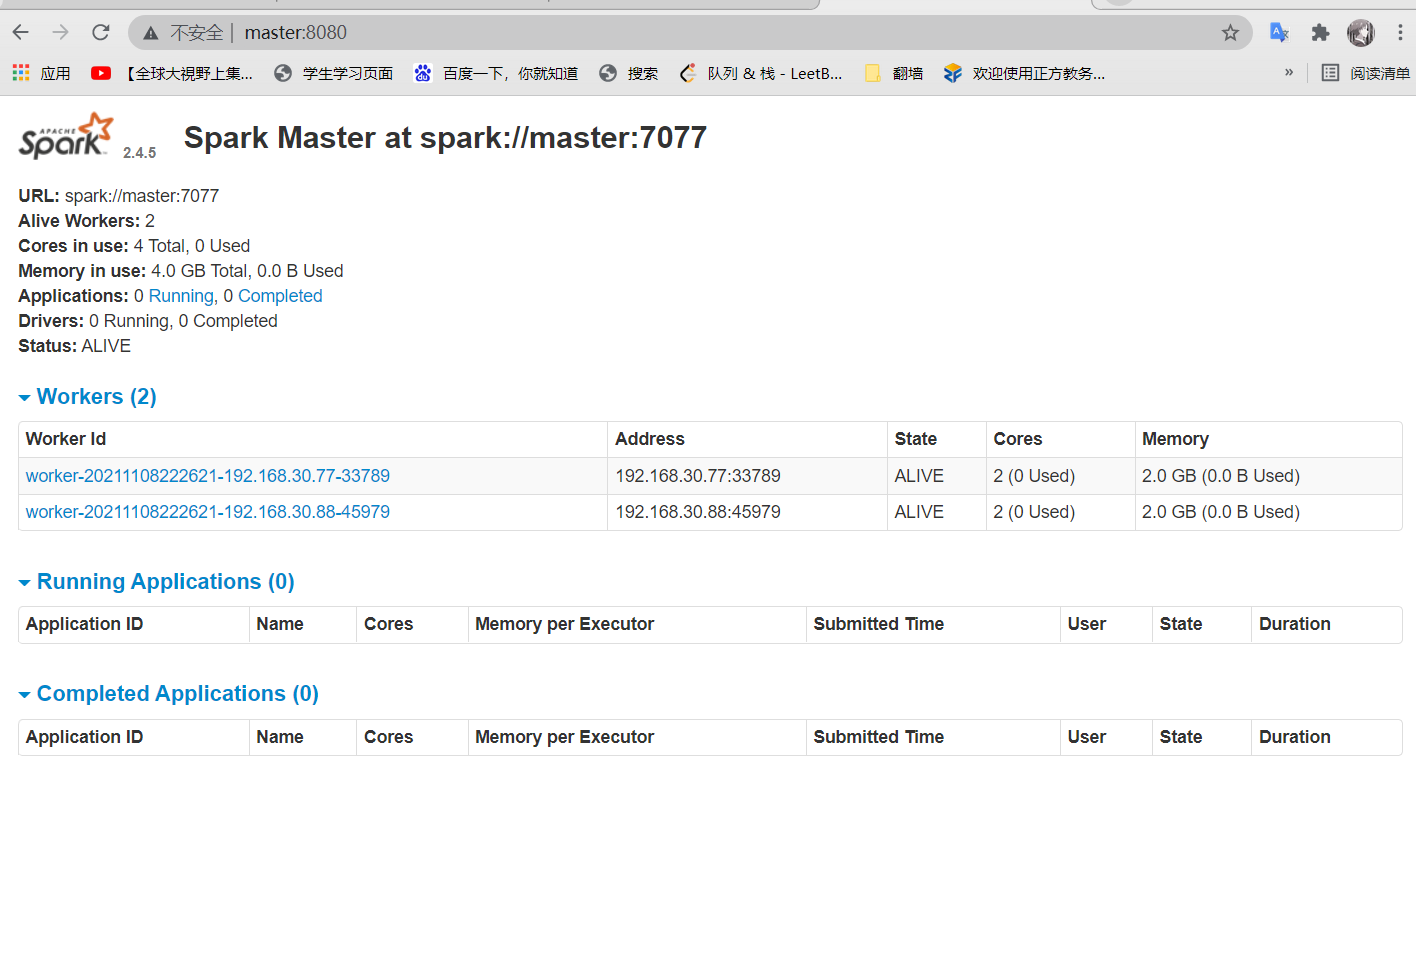 不安全 master:8080
应用 【全球大視野上集... 学生学习页面 百度一下，你就知道 搜索 队列 & 栈 - LeetB... 翻墙 欢迎使用正方教务... » 阅读清单
APACHE Spark 2.4.5 Spark Master at spark://master:7077
URL: spark://master:7077
Alive Workers: 2
Cores in use: 4 Total, 0 Used
Memory in use: 4.0 GB Total, 0.0 B Used
Applications: 0 Running, 0 Completed
Drivers: 0 Running, 0 Completed
Status: ALIVE
Workers (2)
Worker Id Address State Cores Memory
worker-20211108222621-192.168.30.77-33789 192.168.30.77:33789 ALIVE 2 (0 Used) 2.0 GB (0.0 B Used)
worker-20211108222621-192.168.30.88-45979 192.168.30.88:45979 ALIVE 2 (0 Used) 2.0 GB (0.0 B Used)
Running Applications (0)
Application ID Name Cores Memory per Executor Submitted Time User State Duration
Completed Applications (0)
Application ID Name Cores Memory per Executor Submitted Time User State Duration